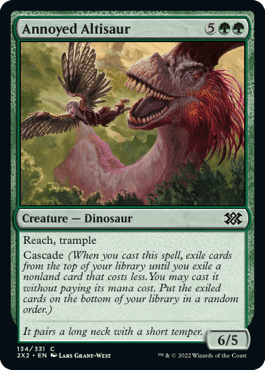 Annoyed Altisaur 5
Creature — Dinosaur
Reach, trample
Cascade (When you cast this spell, exile cards
from the top of your library until you exile a
nonland card that costs less.You may cast it
without paying its mana cost. Put the exiled
cards on the bottom of your library in a random
order.)
It pairs a long neck with a short temper.
6/5
134/331 C
2X2 • EN Lars Grant-West
™ & © 2022 Wizards of the Coast